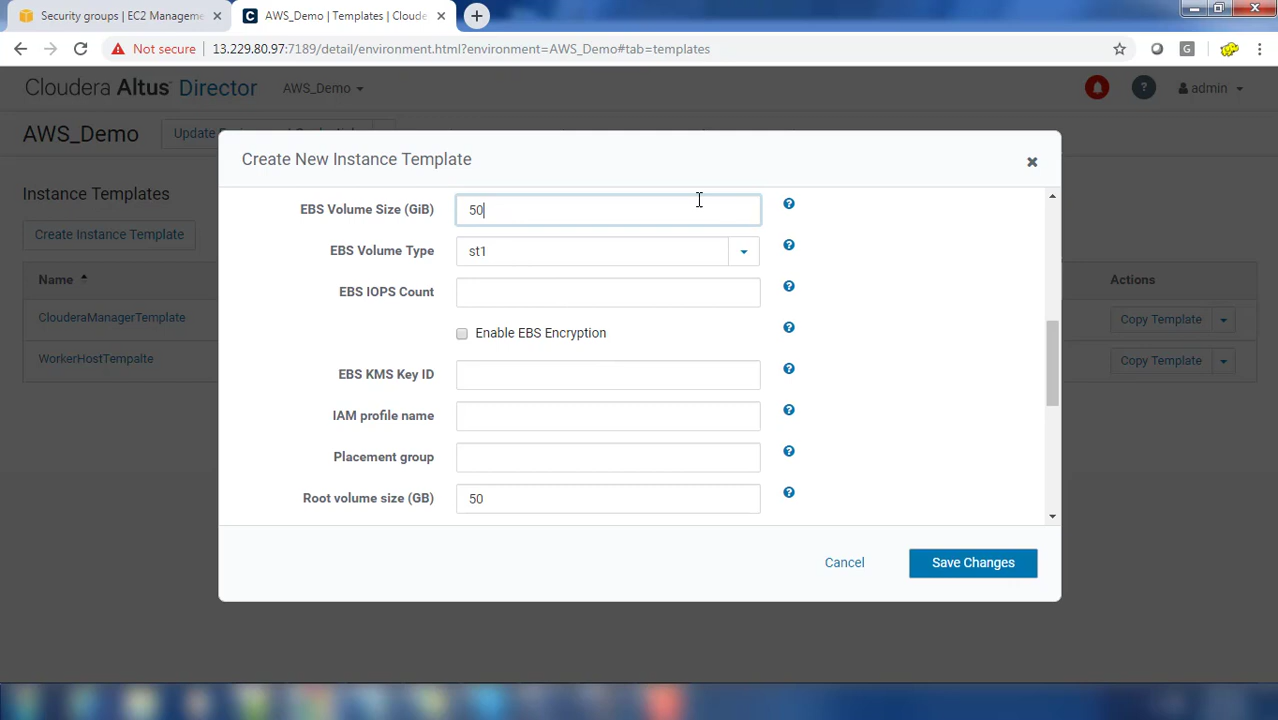 Security groups | EC2 Manageme
AWS_Demo | Templates | Cloude
Not secure 13.229.80.97:7189/detail/environment.html?environment=AWS_Demo#tab=templates
G
Cloudera Altus Director AWS_Demo
? admin
AWS_Demo
Create New Instance Template
Instance Templates
Create Instance Template
Name
Actions
ClouderaManagerTemplate
Copy Template
WorkerHostTempalte
Copy Template
EBS Volume Size (GiB) 50
EBS Volume Type st1
EBS IOPS Count
Enable EBS Encryption
EBS KMS Key ID
IAM profile name
Placement group
Root volume size (GB) 50
Cancel Save Changes